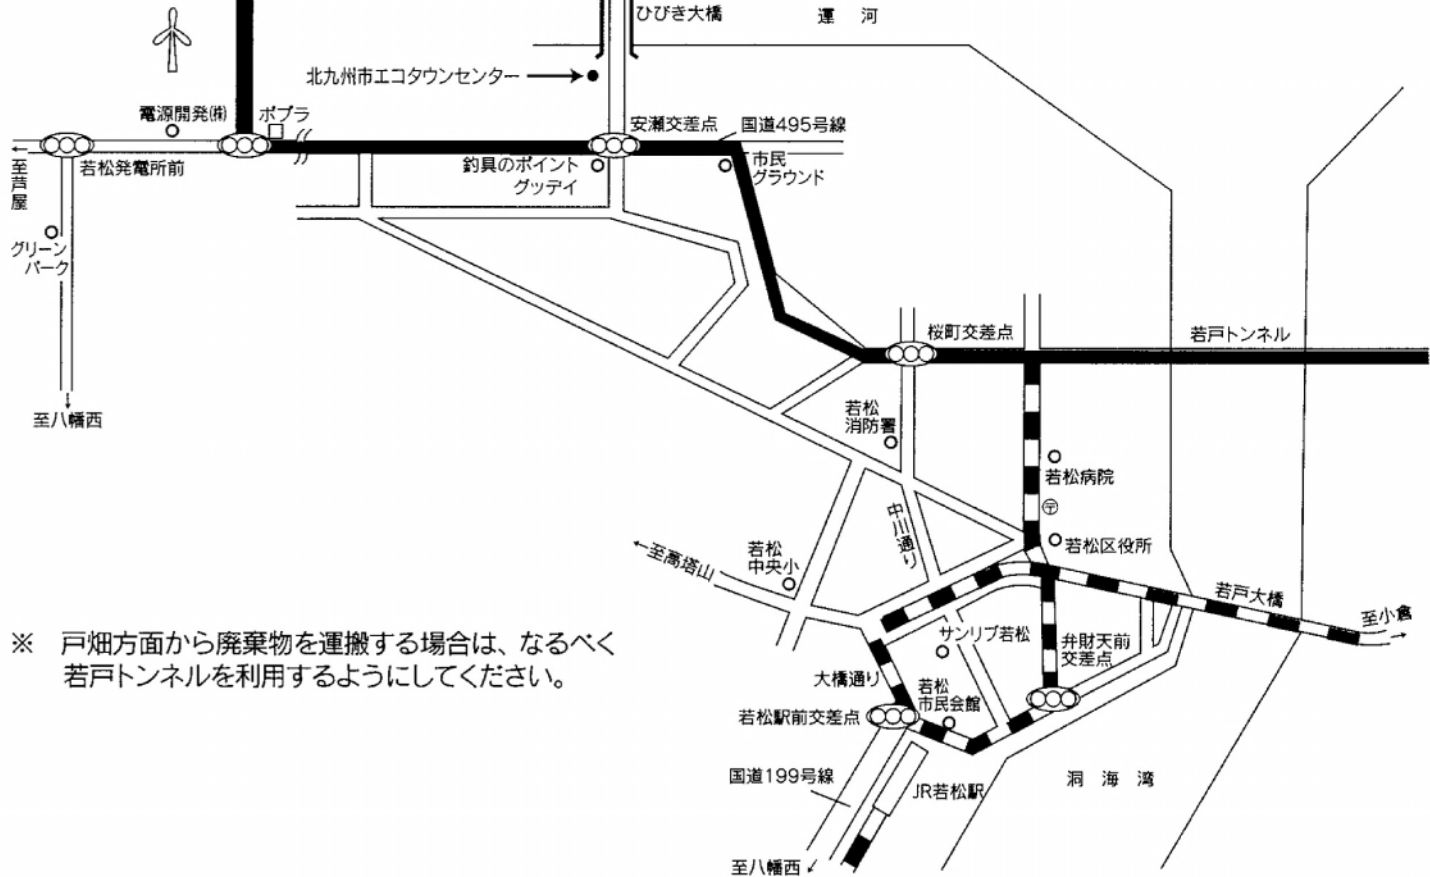 ひびき大橋
運河
北九州市エコタウンセンター
電源開発㈱
ポプラ
安瀬交差点
国道495号線
←至芦屋
若松発電所前
釣具のポイント
グッデイ
市民
グラウンド
グリーン
パーク
桜町交差点
若戸トンネル
至八幡西
若松
消防署
若松病院
〒
中川通り
若松区役所
←至高塔山
若松
中央小
若戸大橋
至小倉
※ 戸畑方面から廃棄物を運搬する場合は、なるべく
若戸トンネルを利用するようにしてください。
サンリブ若松
弁財天前
交差点
大橋通り
若松
市民会館
若松駅前交差点
国道199号線
JR若松駅
洞海湾
至八幡西